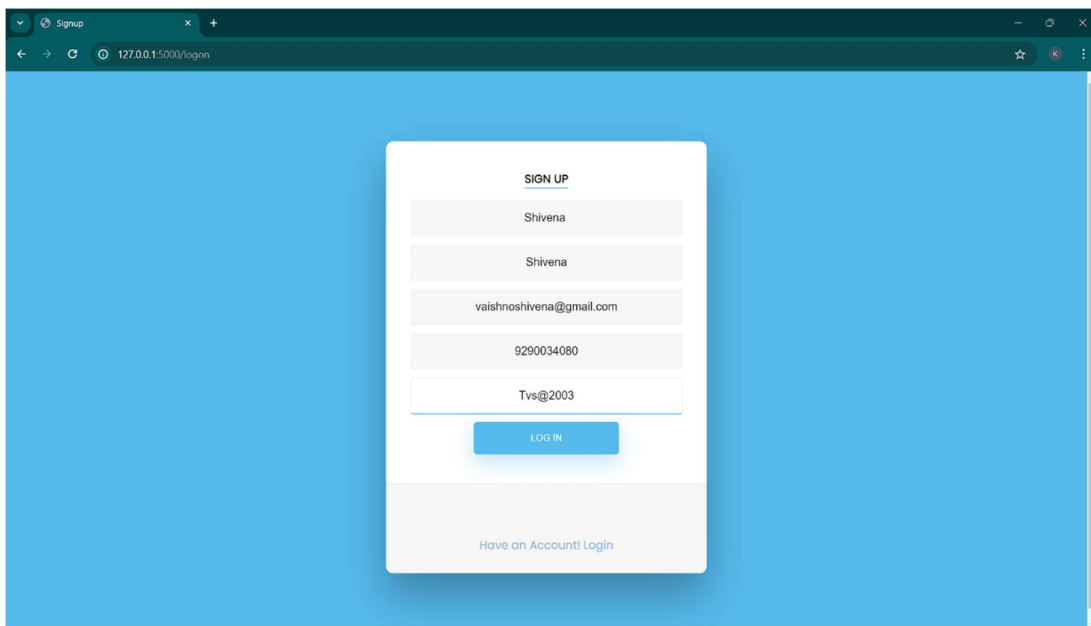 Signup
127.0.0.1:5000/logon
K
SIGN UP
Shivena
Shivena
vaishnoshivena@gmail.com
9290034080
Tvs@2003
LOG IN
Have an Account! Login